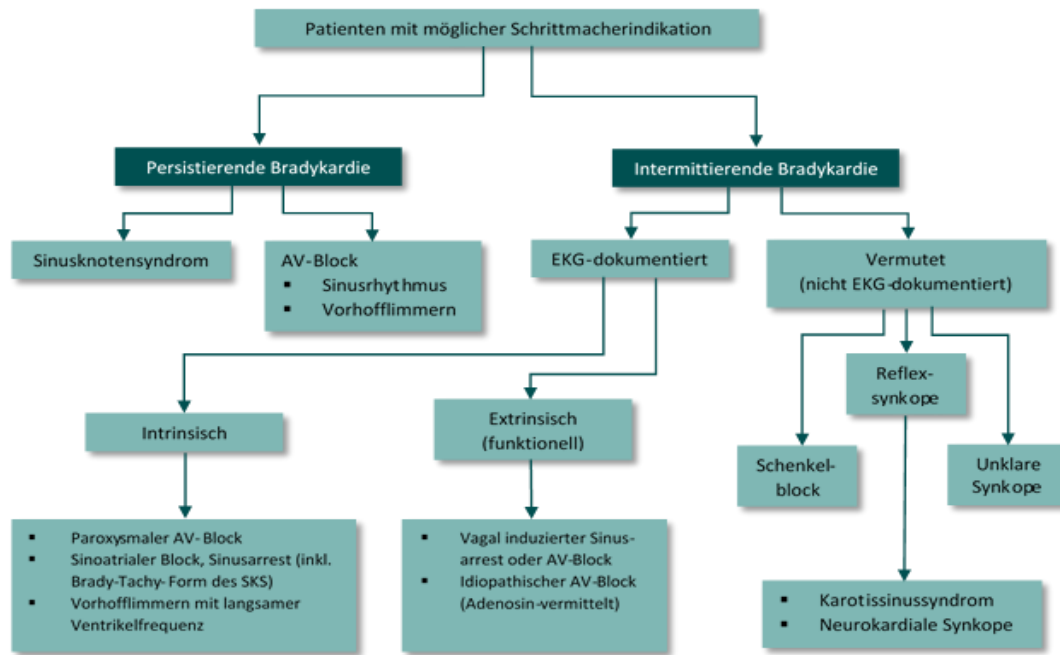 Patienten mit möglicher Schrittmacherindikation
Persistierende Bradykardie
Intermittierende Bradykardie
Sinusknotensyndrom
AV-Block
▪ Sinusrhythmus
▪ Vorhofflimmern
EKG-dokumentiert
Vermutet
(nicht EKG-dokumentiert)
Intrinsisch
Extrinsisch
(funktionell)
Schenkel-
block
Reflex-
synkope
Unklare
Synkope
▪ Paroxysmaler AV-Block
▪ Sinoatrialer Block, Sinusarrest (inkl.
Brady-Tachy-Form des SKS)
▪ Vorhofflimmern mit langsamer
Ventrikelfrequenz
▪ Vagal induzierter Sinus-
arrest oder AV-Block
▪ Idiopathischer AV-Block
(Adenosin-vermittelt)
▪ Karotissinussyndrom
▪ Neurokardiale Synkope